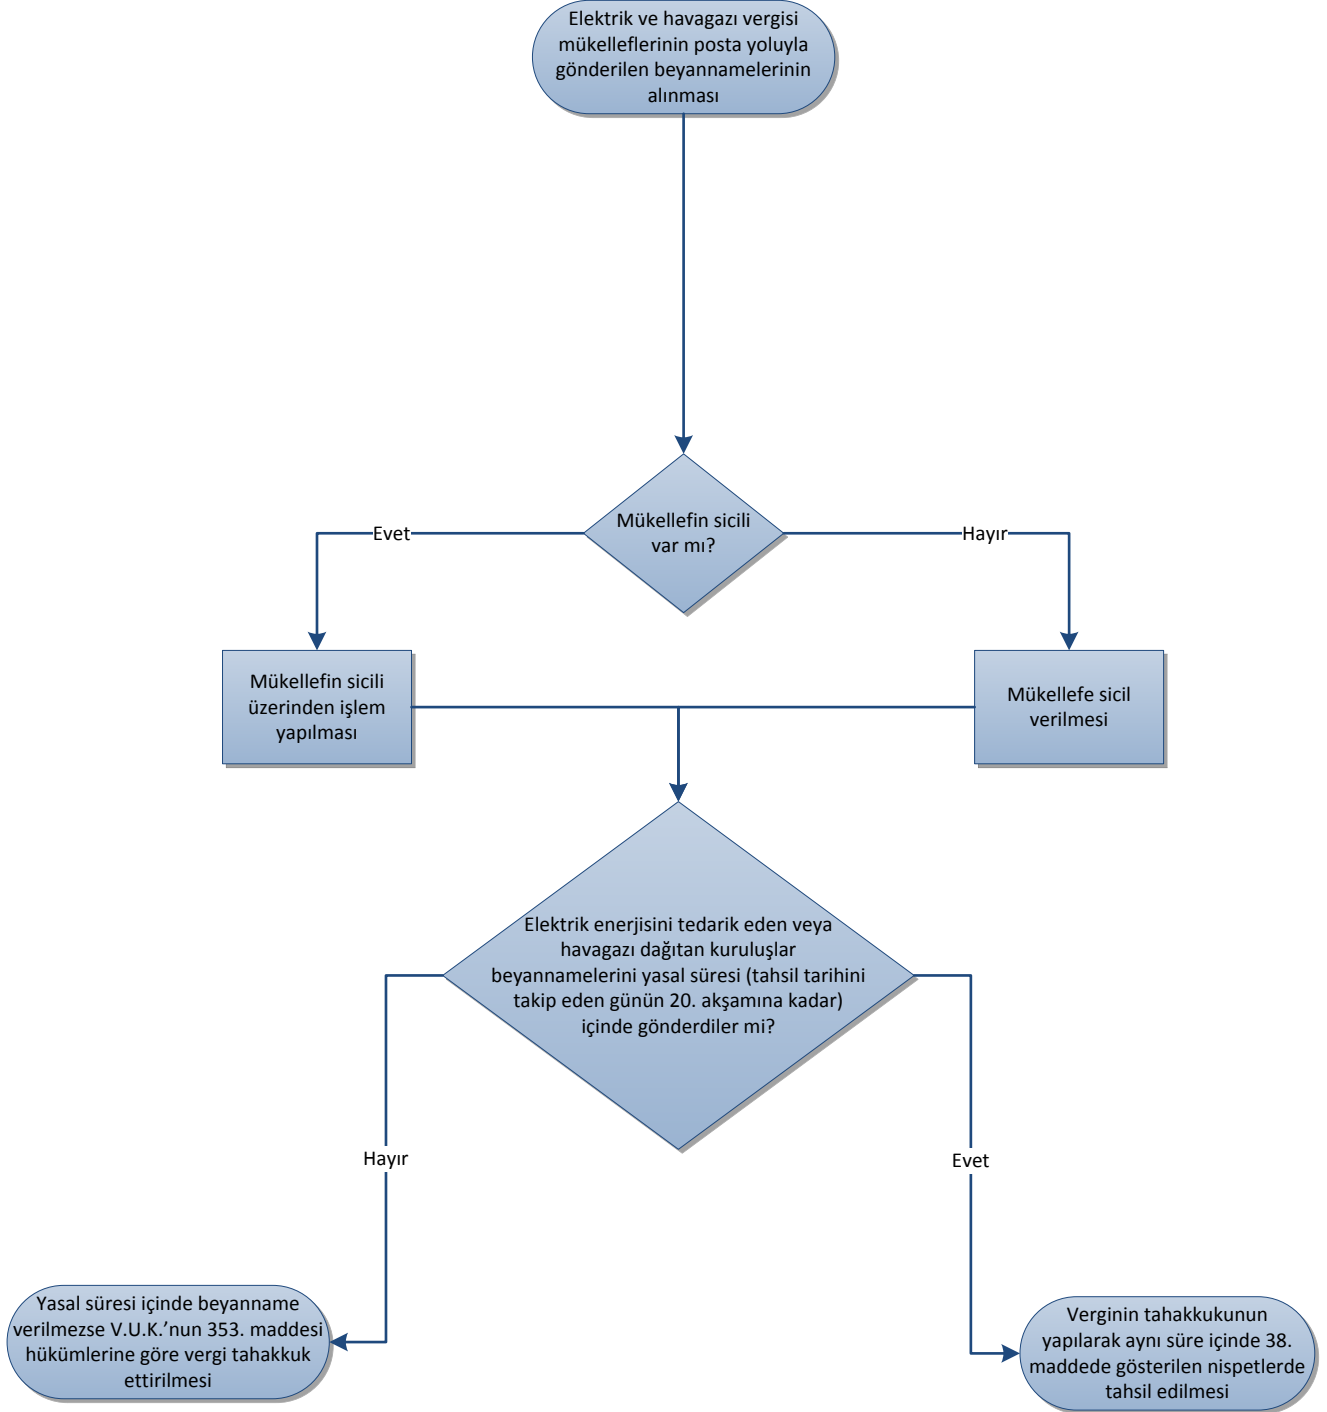 Elektrik ve havagazı vergisi
mükelleflerinin posta yoluyla
gönderilen beyannamelerinin
alınması
Mükellefin sicili
var mı?
Evet
Hayır
Mükellefin sicili
üzerinden işlem
yapılması
Mükellefe sicil
verilmesi
Elektrik enerjisini tedarik eden veya
havagazı dağıtan kuruluşlar
beyannamelerini yasal süresi (tahsil tarihini
takip eden günün 20. akşamına kadar)
içinde gönderdiler mi?
Hayır
Evet
Yasal süresi içinde beyanname
verilmezse V.U.K.’nun 353. maddesi
hükümlerine göre vergi tahakkuk
ettirilmesi
Verginin tahakkukunun
yapılarak aynı süre içinde 38.
maddede gösterilen nispetlerde
tahsil edilmesi